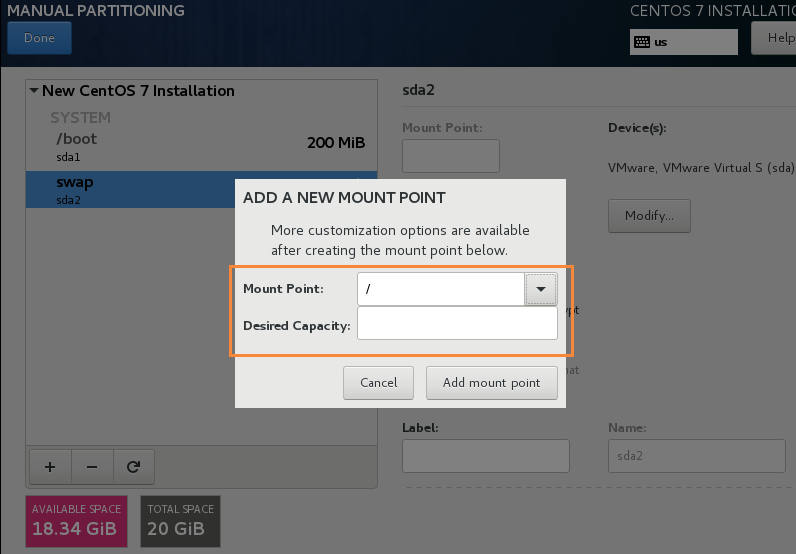 MANUAL PARTITIONING
CENTOS 7 INSTALLATIO
Done
us
Help
New CentOS 7 Installation
SYSTEM
/boot
200 MiB
sda1
swap
sda2
sda2
Mount Point:
Device(s):
VMware, VMware Virtual S (sda)
Modify...
ADD A NEW MOUNT POINT
More customization options are available
after creating the mount point below.
Mount Point:
/
Desired Capacity:
Cancel
Add mount point
Label:
Name:
sda2
AVAILABLE SPACE
18.34 GiB
TOTAL SPACE
20 GiB